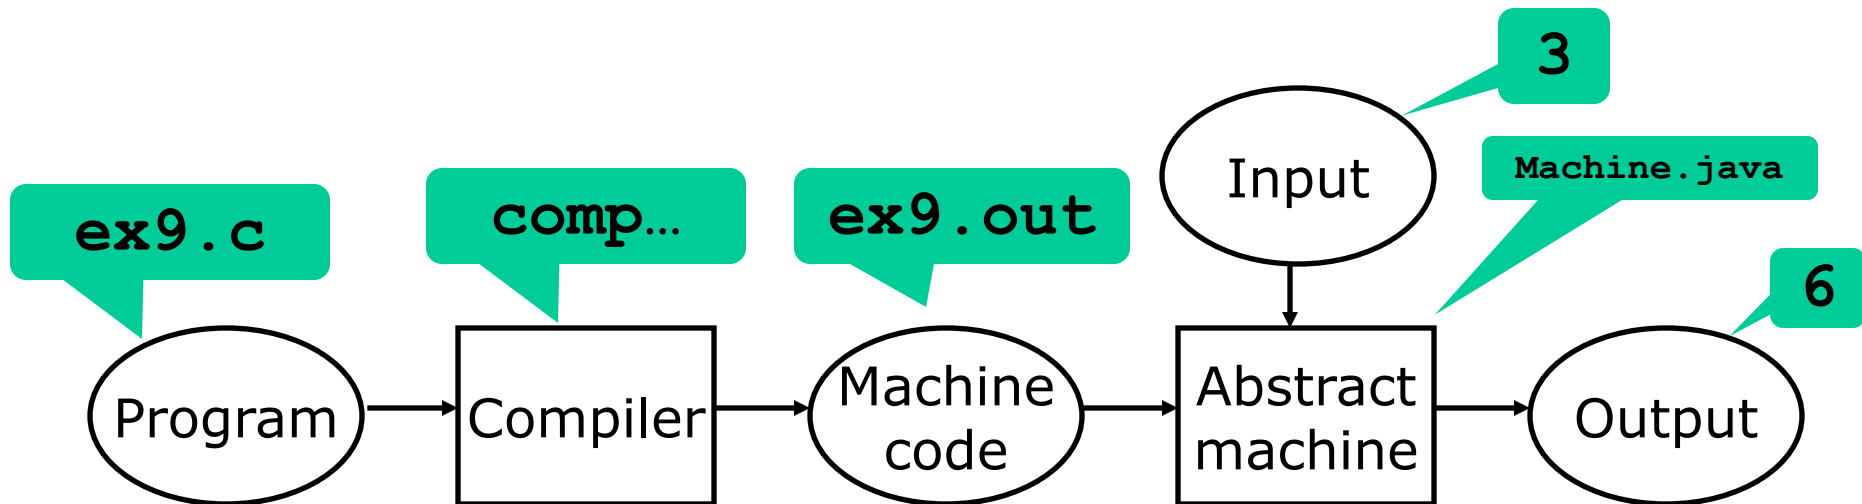 3
Input
Machine.java
ex9.c
comp…
ex9.out
6
Program
Compiler
Machine
code
Abstract
machine
Output